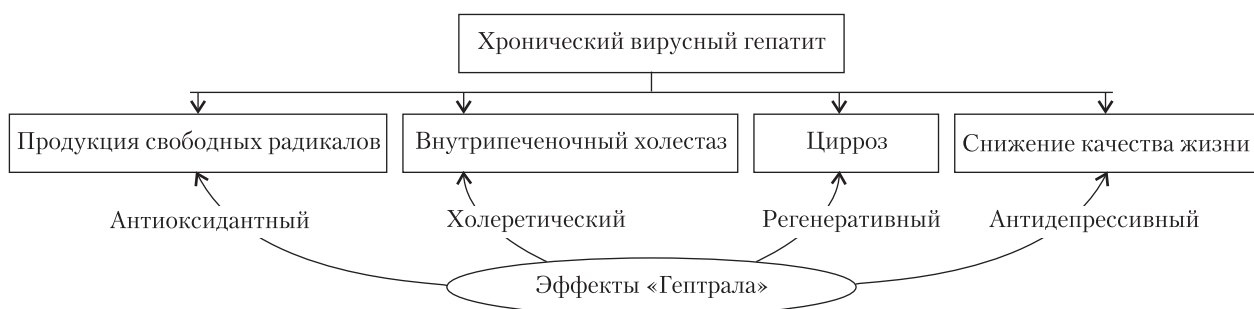 Хронический вирусный гепатит
Продукция свободных радикалов
Внутрипеченочный холестаз
Цирроз
Снижение качества жизни
Антиоксидантный
Холеретический
Регенеративный
Антидепрессивный
Эффекты «Гептрала»